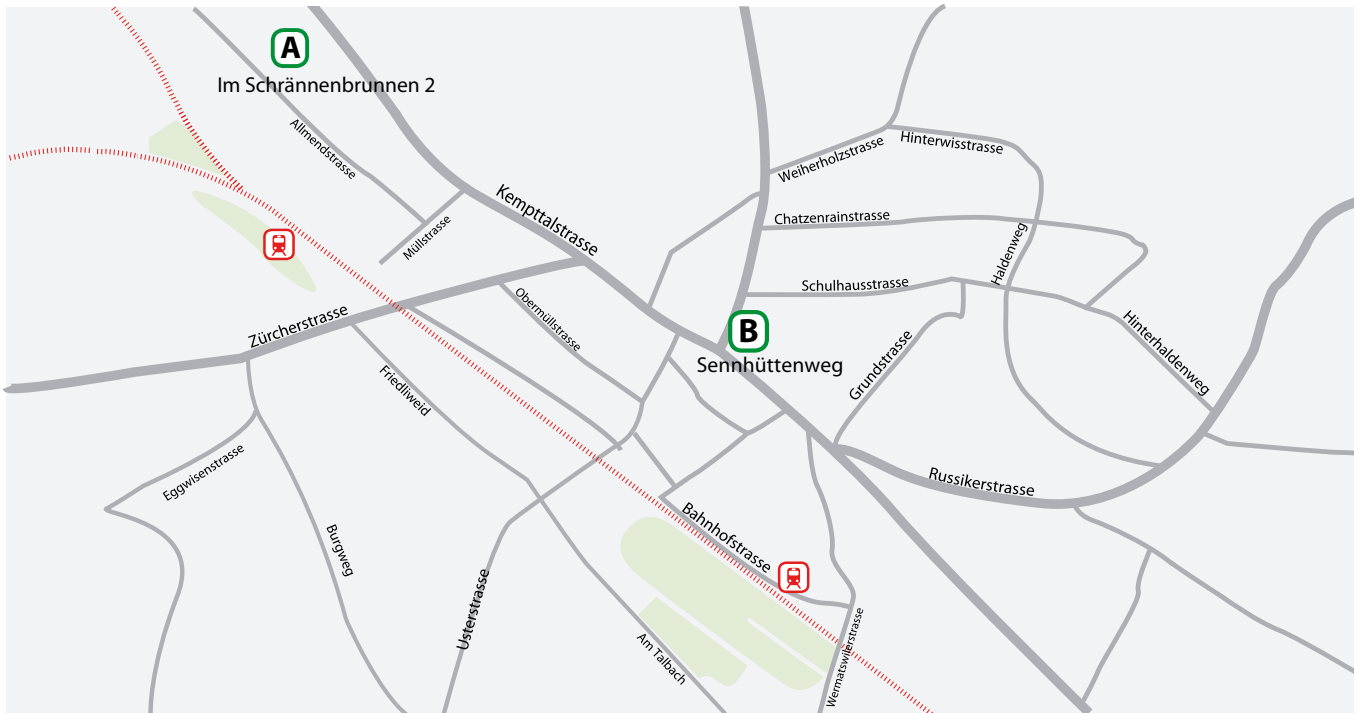 A
Im Schrännenbrunnen 2
Allmendstrasse
Müllstrasse
Kempttalstrasse
Weiherholzstrasse
Hinterwisstrasse
Chatzenrainstrasse
Haldenweg
Schulhausstrasse
Hinterhaldenweg
Zürcherstrasse
Obermüllstrasse
B
Sennhüttenweg
Grundstrasse
Friedliweid
Eggwisenstrasse
Russikerstrasse
Burgweg
Bahnhofstrasse
Usterstrasse
Am Talbach
Wermatswilerstrasse